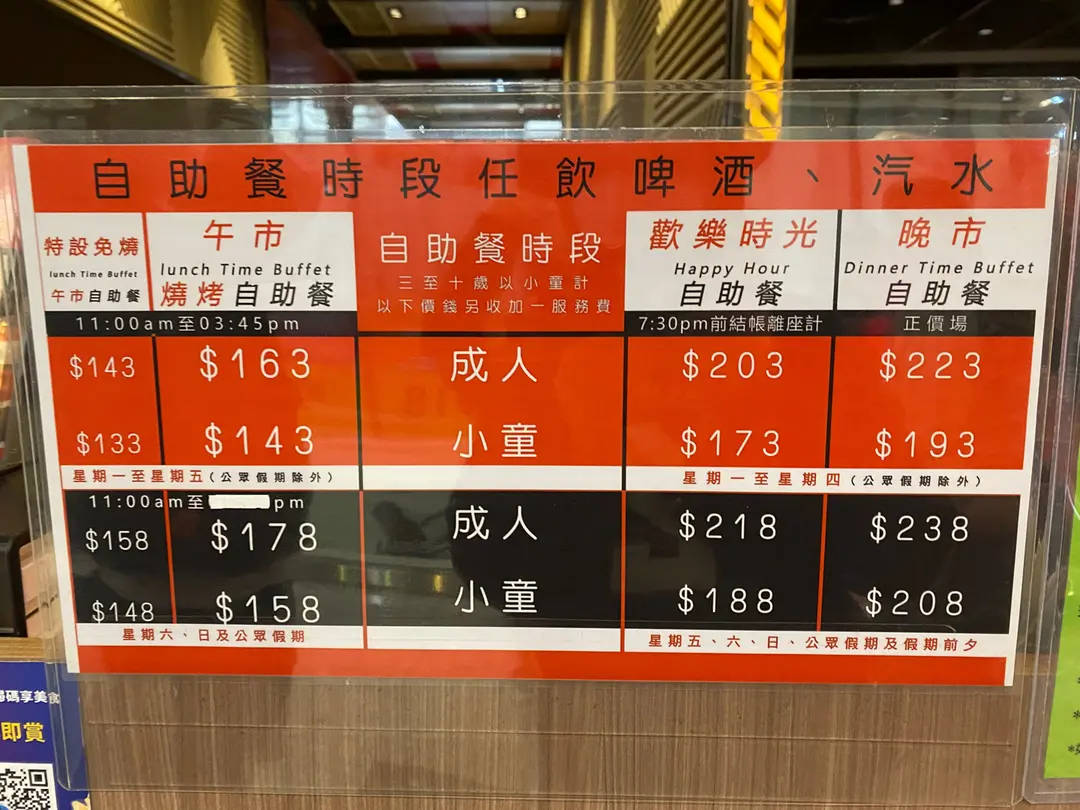 自助餐時段任飲啤酒、汽水
特設免燒
lunch Time Buffet
午市自助餐
午市
lunch Time Buffet
燒烤自助餐
自助餐時段
三至十歲以小童計
以下價錢另收加一服務費
歡樂時光
Happy Hour
自助餐
晚市
Dinner Time Buffet
自助餐
11:00am至03:45pm
7:30pm前結帳離座計
正價場
$143 $163 成人 $203 $223
$133 $143 小童 $173 $193
星期一至星期五(公眾假期除外)
星期一至星期四(公眾假期除外)
11:00am至 pm
$158 $178 成人 $218 $238
$148 $158 小童 $188 $208
星期六、日及公眾假期
星期五、六、日、公眾假期及假期前夕
碼享美食
即賞